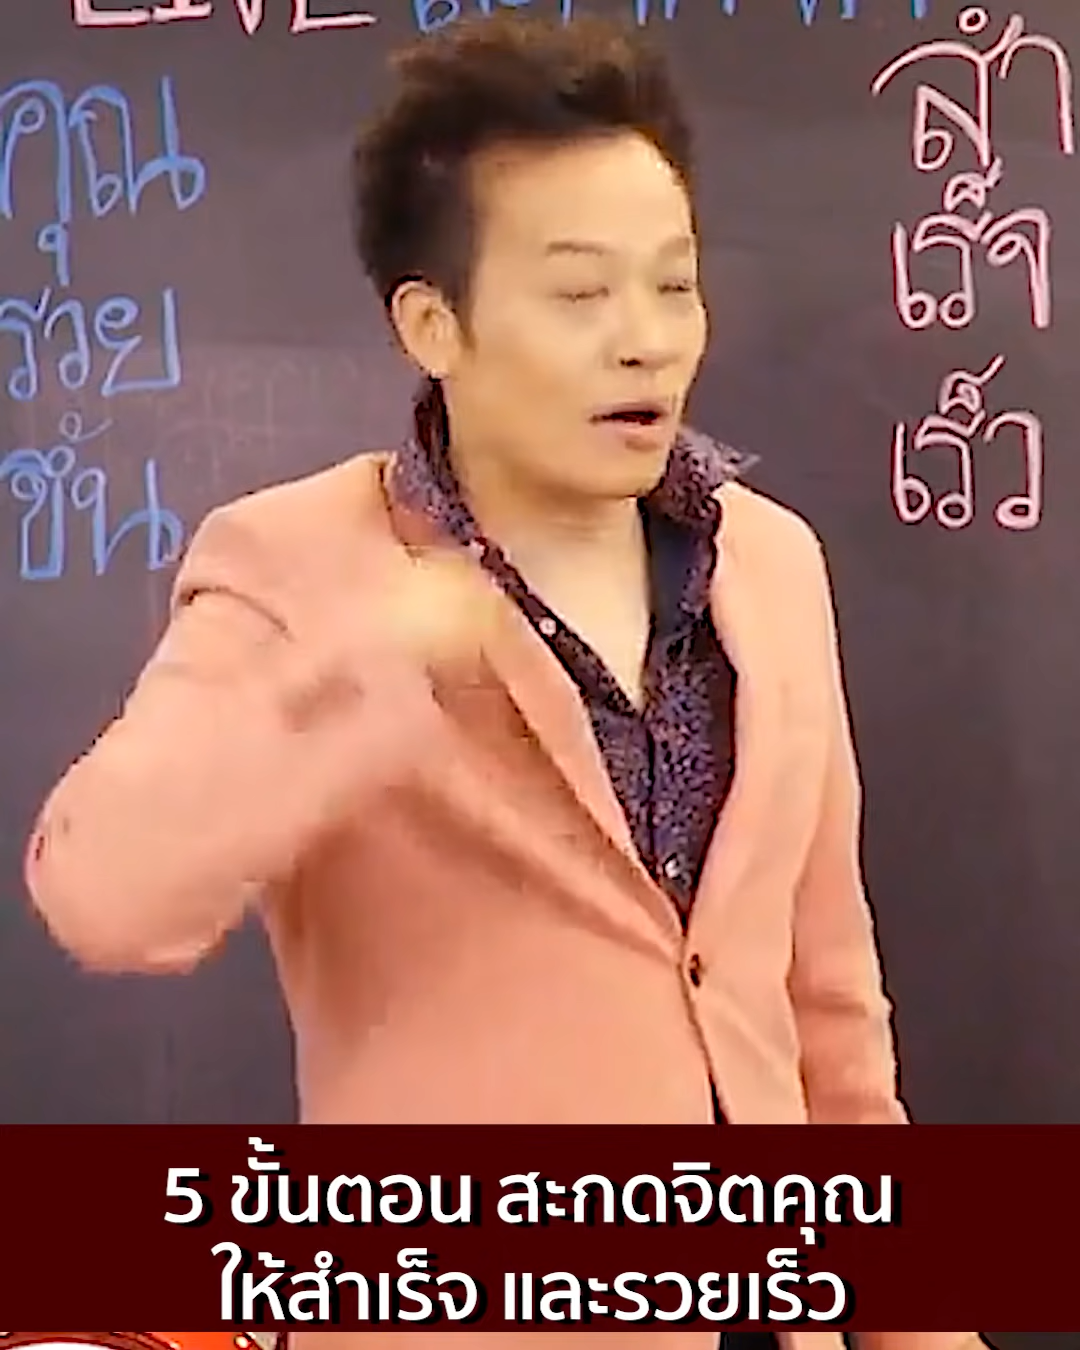 LIVE
คุณ
รวย
ขึ้น
สำ
เร็จ
เร็ว
5 ขั้นตอน สะกดจิตคุณ
ให้สำเร็จ และรวยเร็ว